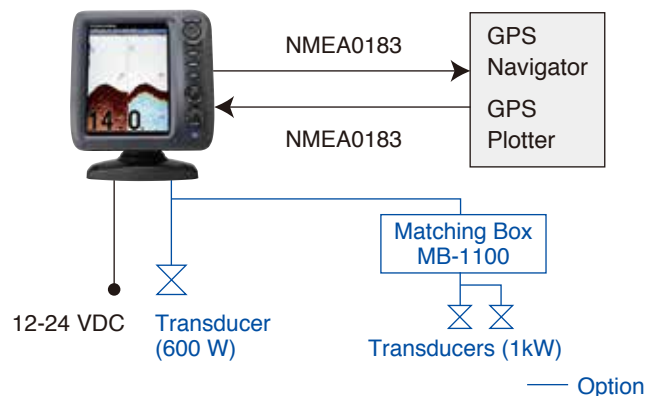 NMEA0183
GPS
Navigator
GPS
Plotter
NMEA0183
14.0
Matching Box
MB-1100
12-24 VDC
Transducer
(600 W)
Transducers (1kW)
Option